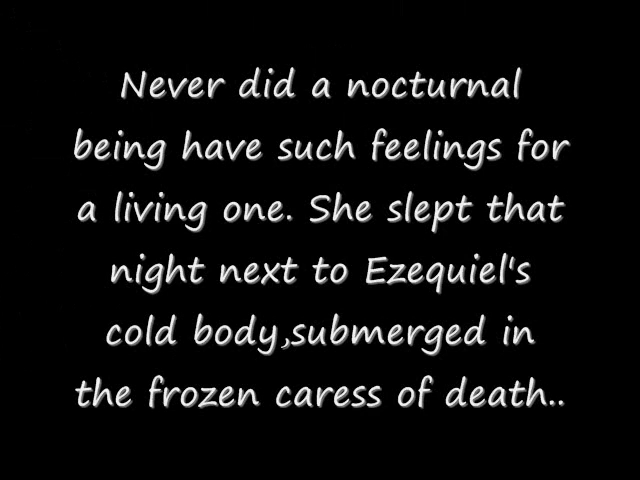 Never did a nocturnal
being have such feelings for
a living one. She slept that
night next to Ezequiel's
cold body,submerged in
the frozen caress of death..